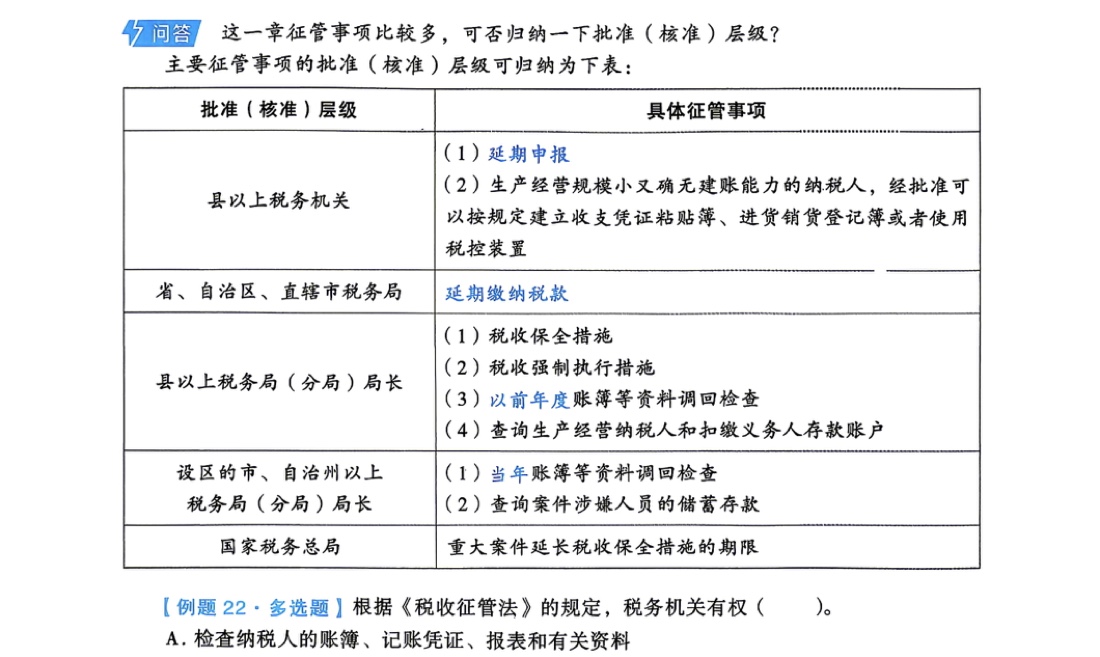 问答 这一章征管事项比较多，可否归纳一下批准（核准）层级？
主要征管事项的批准（核准）层级可归纳为下表：
批准（核准）层级 具体征管事项
县以上税务机关
（1）延期申报
（2）生产经营规模小又确无建账能力的纳税人，经批准可
以按规定建立收支凭证粘贴簿、进货销货登记簿或者使用
税控装置
省、自治区、直辖市税务局 延期缴纳税款
县以上税务局（分局）局长
（1）税收保全措施
（2）税收强制执行措施
（3）以前年度账簿等资料调回检查
（4）查询生产经营纳税人和扣缴义务人存款账户
设区的市、自治州以上
税务局（分局）局长
（1）当年账簿等资料调回检查
（2）查询案件涉嫌人员的储蓄存款
国家税务总局 重大案件延长税收保全措施的期限
【例题 22·多选题】根据《税收征管法》的规定，税务机关有权（  ）。
A. 检查纳税人的账簿、记账凭证、报表和有关资料